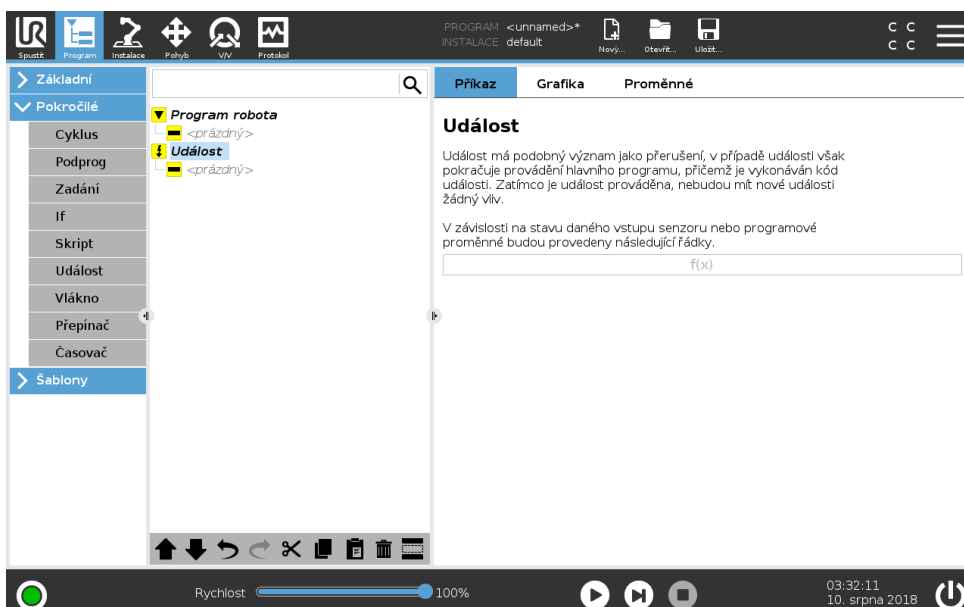 UR
PROGRAM <unnamed>*
INSTALACE default
Spustit Program Instalace Pohyb V/V Protokol
Nový... Otevřít... Uložit...
C C
C C
Základní
Pokročilé
Cyklus
Podprog
Zadání
If
Skript
Událost
Vlákno
Přepínač
Časovač
Šablony
Program robota
<prázdný>
Událost
<prázdný>
Příkaz Grafika Proměnné
Událost
Událost má podobný význam jako přerušení, v případě události však
pokračuje provádění hlavního programu, přičemž je vykonáván kód
události. Zatímco je událost prováděna, nebudou mít nové události
žádný vliv.
V závislosti na stavu daného vstupu senzoru nebo programové
proměnné budou provedeny následující řádky.
f(x)
Rychlost 100%
03:32:11
10. srpna 2018